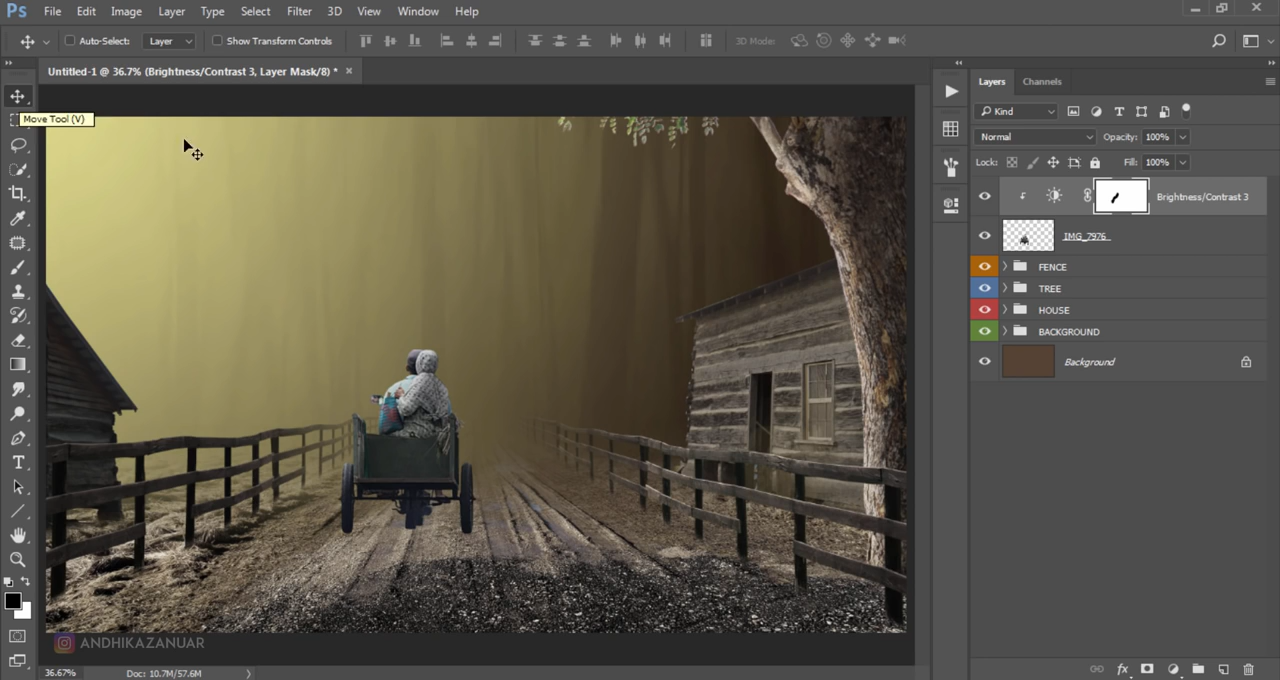 Ps File Edit Image Layer Type Select Filter 3D View Window Help
Auto-Select: Layer Show Transform Controls 3D Mode:
Untitled-1 @ 36.7% (Brightness/Contrast 3, Layer Mask/8) * ×
Move Tool (V)
Layers Channels
Kind
Normal Opacity: 100%
Lock: Fill: 100%
Brightness/Contrast 3
IMG_7976
FENCE
TREE
HOUSE
BACKGROUND
Background
ANDHIKAZANUAR
36.67% Doc: 10.7M/57.6M